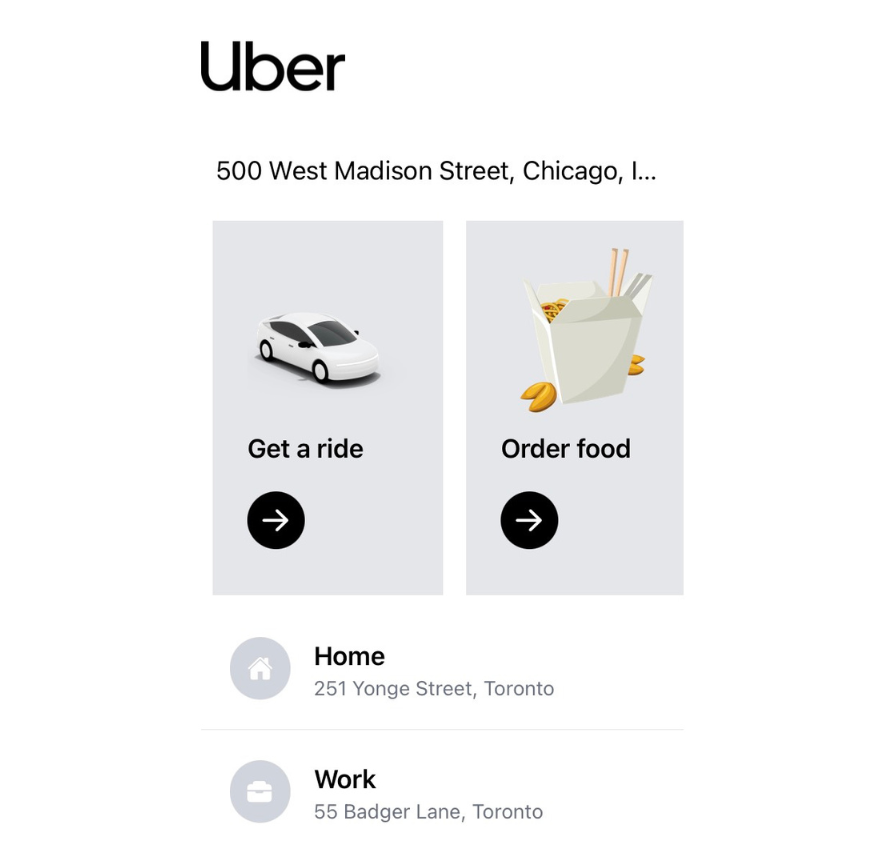 Uber
500 West Madison Street, Chicago, I...
Get a ride
Order food
Home
251 Yonge Street, Toronto
Work
55 Badger Lane, Toronto